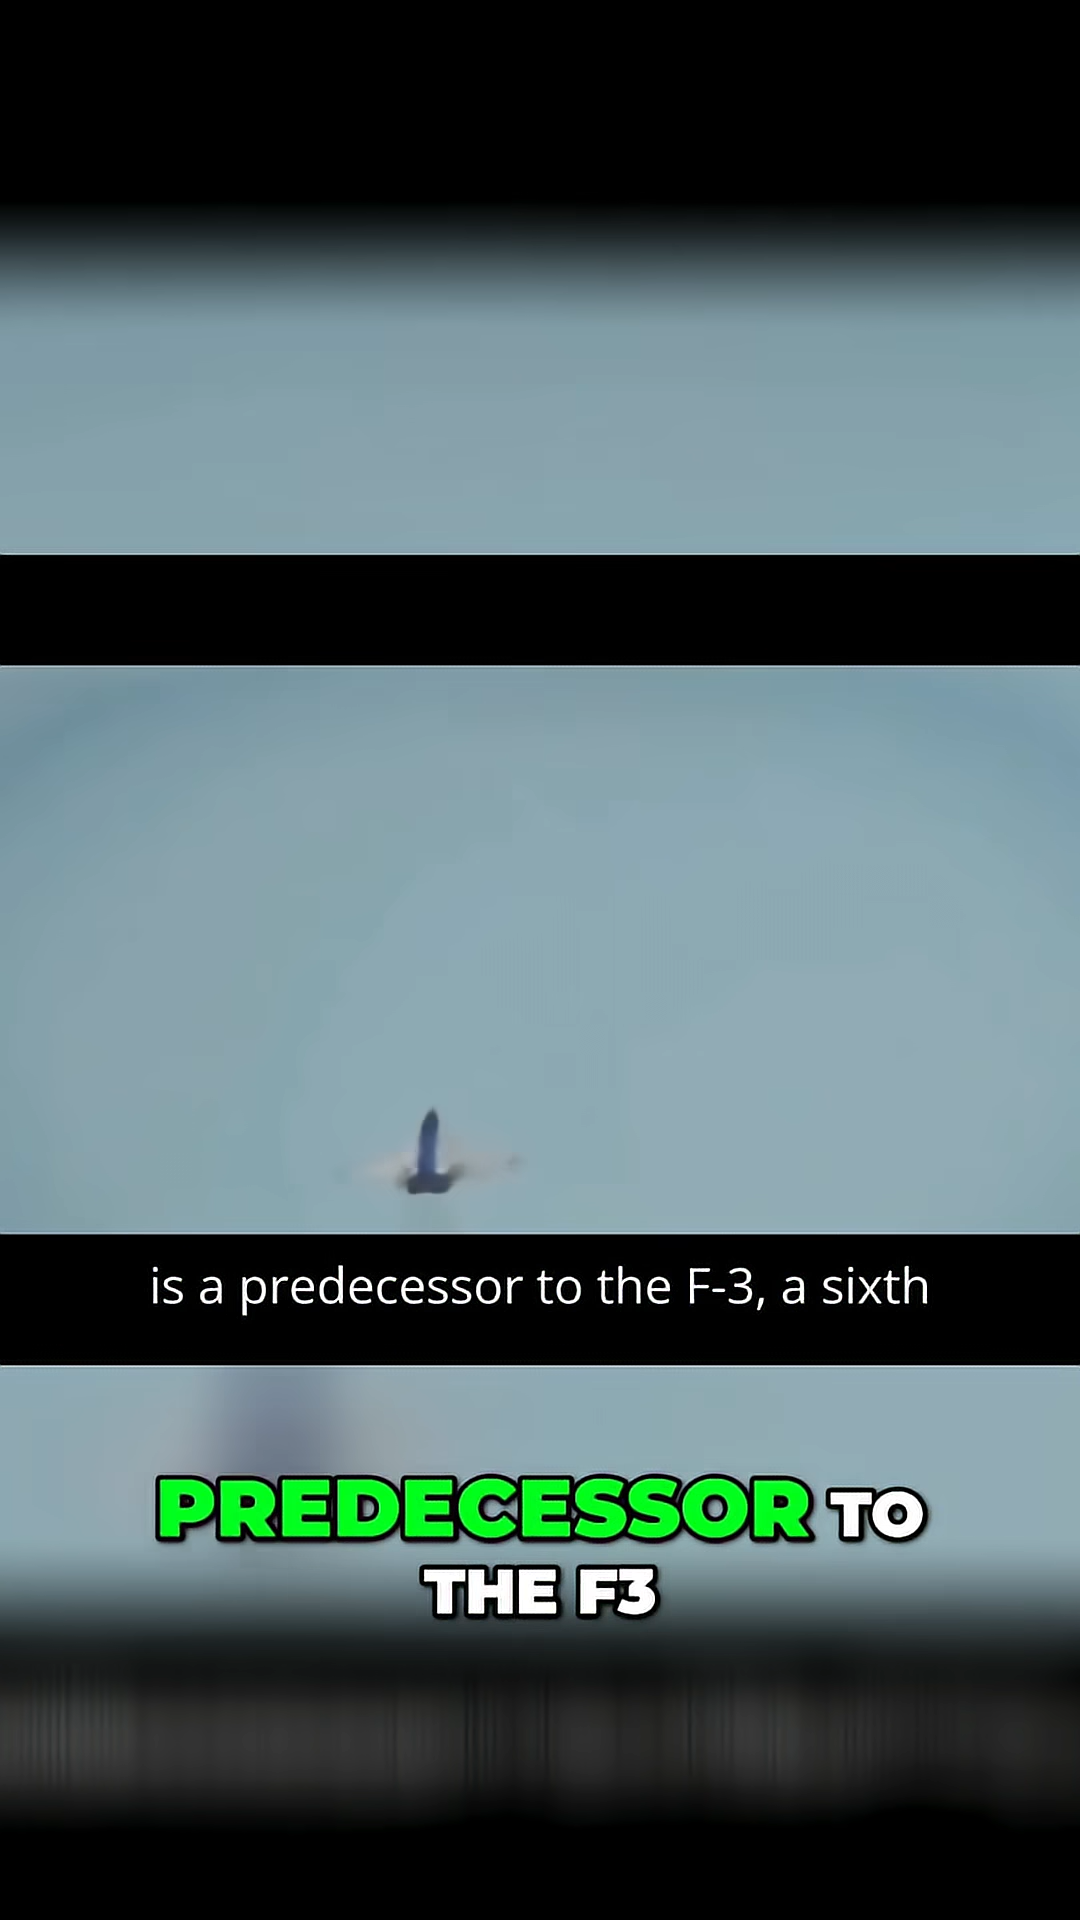 is a predecessor to the F-3, a sixth
PREDECESSOR TO
THE F3